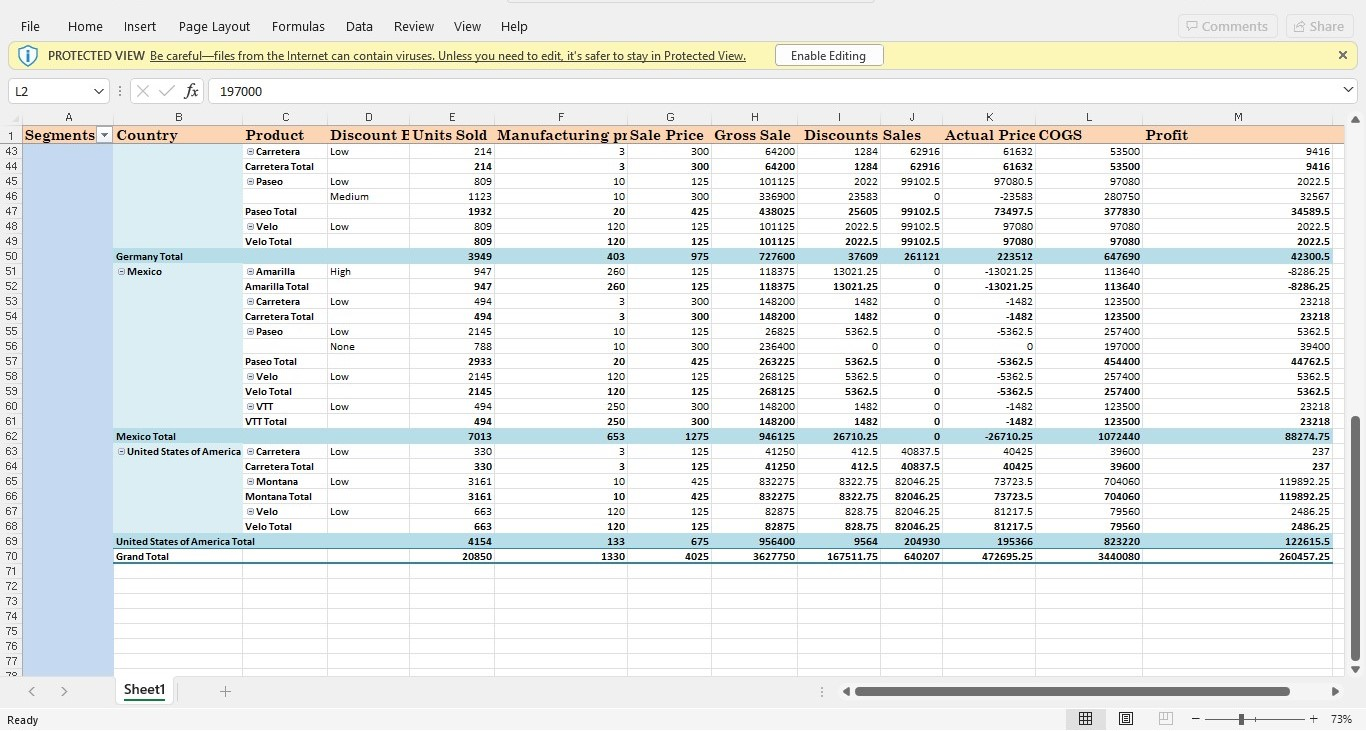 File Home Insert Page Layout Formulas Data Review View Help Comments Share
PROTECTED VIEW Be careful—files from the Internet can contain viruses. Unless you need to edit, it's safer to stay in Protected View. Enable Editing
L2 fx 197000
A B C D E F G H I J K L M
1 Segments Country Product Discount B Units Sold Manufacturing pr Sale Price Gross Sale Discounts Sales Actual Price COGS Profit
43 Carretera Low 214 3 300 64200 1284 62916 61632 53500 9416
44 Carretera Total 214 3 300 64200 1284 62916 61632 53500 9416
45 Paseo Low 809 10 125 101125 2022 99102.5 97080.5 97080 2022.5
46 Medium 1123 10 300 336900 23583 0 -23583 280750 32567
47 Paseo Total 1932 20 425 438025 25605 99102.5 73497.5 377830 34589.5
48 Velo Low 809 120 125 101125 2022.5 99102.5 97080 97080 2022.5
49 Velo Total 809 120 125 101125 2022.5 99102.5 97080 97080 2022.5
50 Germany Total 3949 403 975 727600 37609 261121 223512 647690 42300.5
51 Mexico Amarilla High 947 260 125 118375 13021.25 0 -13021.25 113640 -8286.25
52 Amarilla Total 947 260 125 118375 13021.25 0 -13021.25 113640 -8286.25
53 Carretera Low 494 3 300 148200 1482 0 -1482 123500 23218
54 Carretera Total 494 3 300 148200 1482 0 -1482 123500 23218
55 Paseo Low 2145 10 125 26825 5362.5 0 -5362.5 257400 5362.5
56 None 788 10 300 236400 0 0 0 197000 39400
57 Paseo Total 2933 20 425 263225 5362.5 0 -5362.5 454400 44762.5
58 Velo Low 2145 120 125 268125 5362.5 0 -5362.5 257400 5362.5
59 Velo Total 2145 120 125 268125 5362.5 0 -5362.5 257400 5362.5
60 VTT Low 494 250 300 148200 1482 0 -1482 123500 23218
61 VTT Total 494 250 300 148200 1482 0 -1482 123500 23218
62 Mexico Total 7013 653 1275 946125 26710.25 0 -26710.25 1072440 88274.75
63 United States of America Carretera Low 330 3 125 41250 412.5 40837.5 40425 39600 237
64 Carretera Total 330 3 125 41250 412.5 40837.5 40425 39600 237
65 Montana Low 3161 10 425 832275 8322.75 82046.25 73723.5 704060 119892.25
66 Montana Total 3161 10 425 832275 8322.75 82046.25 73723.5 704060 119892.25
67 Velo Low 663 120 125 82875 828.75 82046.25 81217.5 79560 2486.25
68 Velo Total 663 120 125 82875 828.75 82046.25 81217.5 79560 2486.25
69 United States of America Total 4154 133 675 956400 9564 204930 195366 823220 122615.5
70 Grand Total 20850 1330 4025 3627750 167511.75 640207 472695.25 3440080 260457.25
71
72
73
74
75
76
77
78
Sheet1
Ready 73%